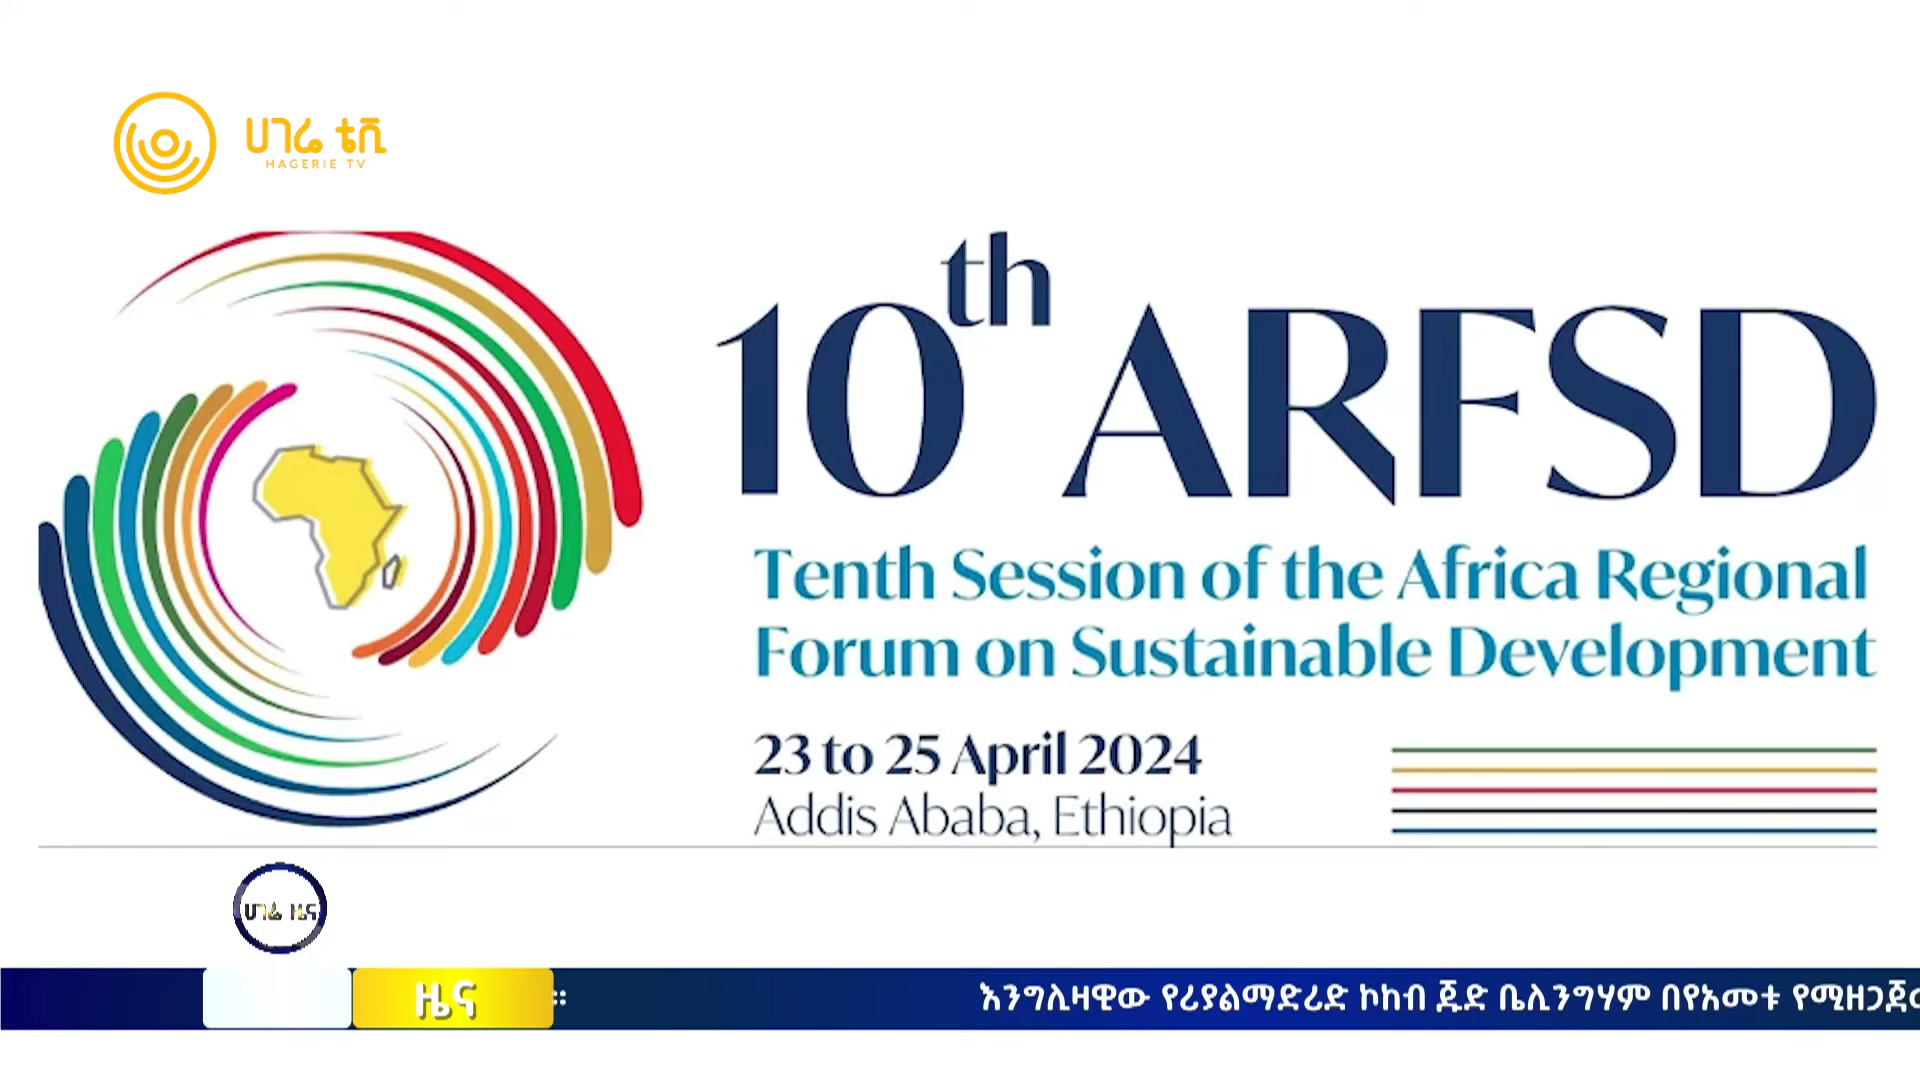 ሀገሬ ቴቪ
HAGERIE TV
10th ARFSD
Tenth Session of the Africa Regional
Forum on Sustainable Development
23 to 25 April 2024
Addis Ababa, Ethiopia
ሀገሬ ዜና
ዜና
። እንግሊዛዊው የሪያልማድሪድ ኮከብ ጁድ ቤሊንግሃም በየአመቱ